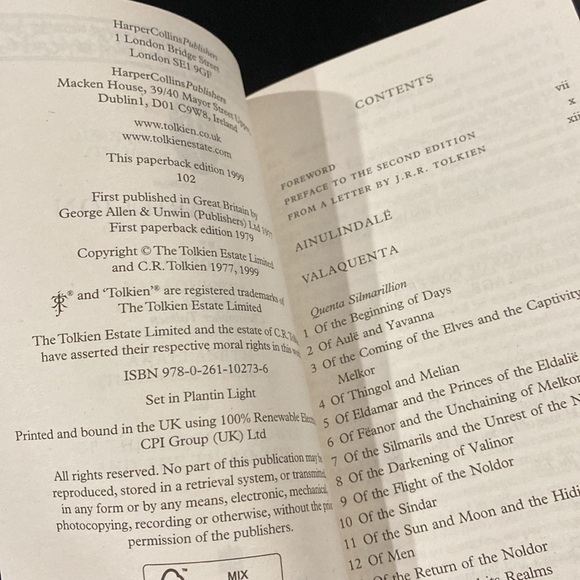 HarperCollinsPublishers
1 London Bridge Street
London SE1 9GF
HarperCollinsPublishers
Macken House, 39/40 Mayor Street Upper
Dublin1, D01 C9W8, Ireland
www.tolkien.co.uk
www.tolkienestate.com
This paperback edition 1999
102
First published in Great Britain by
George Allen & Unwin (Publishers) Ltd 1977
First paperback edition 1979
Copyright © The Tolkien Estate Limited
and C.R. Tolkien 1977, 1999
® and ‘Tolkien’® are registered trademarks of
The Tolkien Estate Limited
The Tolkien Estate Limited and the estate of C.R.
have asserted their respective moral rights in this
ISBN 978-0-261-10273-6
Set in Plantin Light
Printed and bound in the UK using 100% Renewable
CPI Group (UK) Ltd
All rights reserved. No part of this publication may be
reproduced, stored in a retrieval system, or
in any form or by any means, electronic, mechanical,
photocopying, recording or otherwise, without the
permission of the publishers.
™
MIX
CONTENTS
FOREWORD vii
PREFACE TO THE SECOND EDITION x
FROM A LETTER BY J.R.R. TOLKIEN
AINULINDALË
VALAQUENTA
Quenta Silmarillion
1 Of the Beginning of Days
2 Of Aulë and Yavanna
3 Of the Coming of the Elves and the Captivity
Melkor
4 Of Thingol and Melian
5 Of Eldamar and the Princes of the Eldalië
6 Of Fëanor and the Unchaining of Melkor
7 Of the Silmarils and the Unrest of the
8 Of the Darkening of Valinor
9 Of the Flight of the Noldor
10 Of the Sindar
11 Of the Sun and Moon and the
12 Of Men
Of the Return of the Noldor
Realms